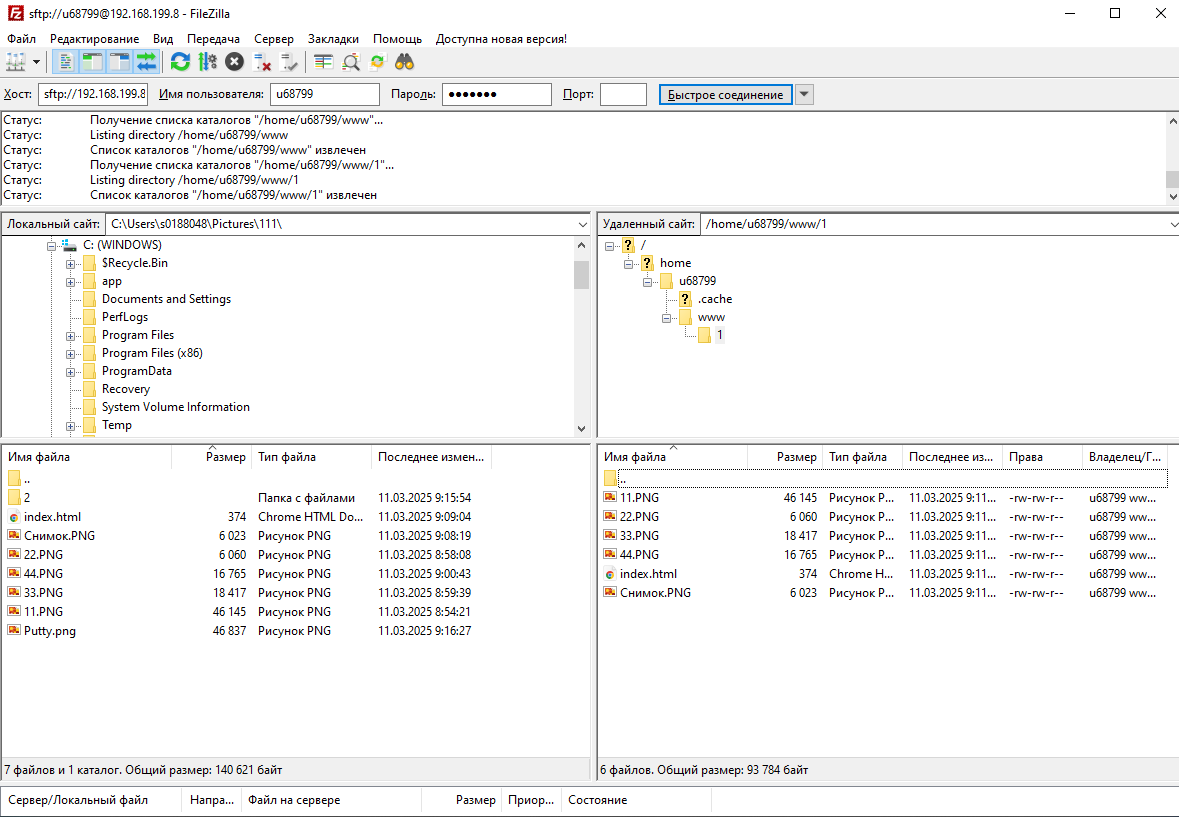 sftp://u68799@192.168.199.8 - FileZilla
Файл Редактирование Вид Передача Сервер Закладки Помощь Доступна новая версия!
Хост: sftp://192.168.199.8 Имя пользователя: u68799 Пароль: ●●●●●●● Порт: Быстрое соединение
Статус: Получение списка каталогов "/home/u68799/www"...
Статус: Listing directory /home/u68799/www
Статус: Список каталогов "/home/u68799/www" извлечен
Статус: Получение списка каталогов "/home/u68799/www/1"...
Статус: Listing directory /home/u68799/www/1
Статус: Список каталогов "/home/u68799/www/1" извлечен
Локальный сайт: C:\Users\s0188048\Pictures\111\
C: (WINDOWS)
$Recycle.Bin
app
Documents and Settings
PerfLogs
Program Files
Program Files (x86)
ProgramData
Recovery
System Volume Information
Temp
Удаленный сайт: /home/u68799/www/1
/
home
u68799
.cache
www
1
Имя файла Размер Тип файла Последнее измен...
..
2 Папка с файлами 11.03.2025 9:15:54
index.html 374 Chrome HTML Do... 11.03.2025 9:09:04
Снимок.PNG 6 023 Рисунок PNG 11.03.2025 9:08:19
22.PNG 6 060 Рисунок PNG 11.03.2025 8:58:08
44.PNG 16 765 Рисунок PNG 11.03.2025 9:00:43
33.PNG 18 417 Рисунок PNG 11.03.2025 8:59:39
11.PNG 46 145 Рисунок PNG 11.03.2025 8:54:21
Putty.png 46 837 Рисунок PNG 11.03.2025 9:16:27
7 файлов и 1 каталог. Общий размер: 140 621 байт
Имя файла Размер Тип файла Последнее из... Права Владелец/Г...
..
11.PNG 46 145 Рисунок P... 11.03.2025 9:11... -rw-rw-r-- u68799 ww...
22.PNG 6 060 Рисунок P... 11.03.2025 9:11... -rw-rw-r-- u68799 ww...
33.PNG 18 417 Рисунок P... 11.03.2025 9:11... -rw-rw-r-- u68799 ww...
44.PNG 16 765 Рисунок P... 11.03.2025 9:11... -rw-rw-r-- u68799 ww...
index.html 374 Chrome H... 11.03.2025 9:11... -rw-rw-r-- u68799 ww...
Снимок.PNG 6 023 Рисунок P... 11.03.2025 9:11... -rw-rw-r-- u68799 ww...
6 файлов. Общий размер: 93 784 байт
Сервер/Локальный файл Напра... Файл на сервере Размер Приор... Состояние